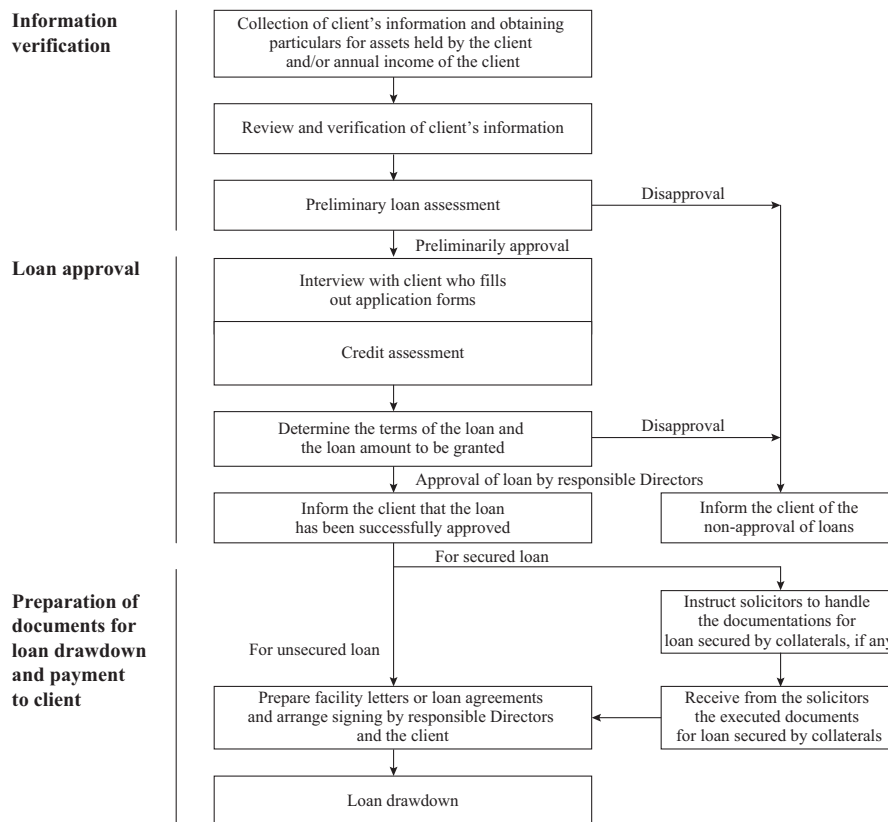 Information
verification
Collection of client's information and obtaining
particulars for assets held by the client
and/or annual income of the client
Review and verification of client's information
Preliminary loan assessment
Disapproval
Preliminarily approval
Loan approval
Interview with client who fills
out application forms
Credit assessment
Determine the terms of the loan and
the loan amount to be granted
Disapproval
Approval of loan by responsible Directors
Inform the client that the loan
has been successfully approved
Inform the client of the
non-approval of loans
For secured loan
Preparation of
documents for
loan drawdown
and payment
to client
Instruct solicitors to handle
the documentations for
loan secured by collaterals, if any
For unsecured loan
Prepare facility letters or loan agreements
and arrange signing by responsible Directors
and the client
Receive from the solicitors
the executed documents
for loan secured by collaterals
Loan drawdown